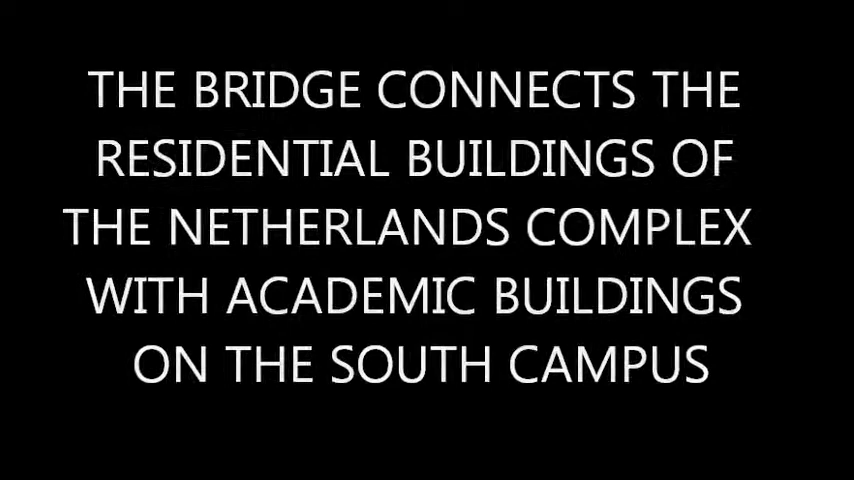 THE BRIDGE CONNECTS THE
RESIDENTIAL BUILDINGS OF
THE NETHERLANDS COMPLEX
WITH ACADEMIC BUILDINGS
ON THE SOUTH CAMPUS